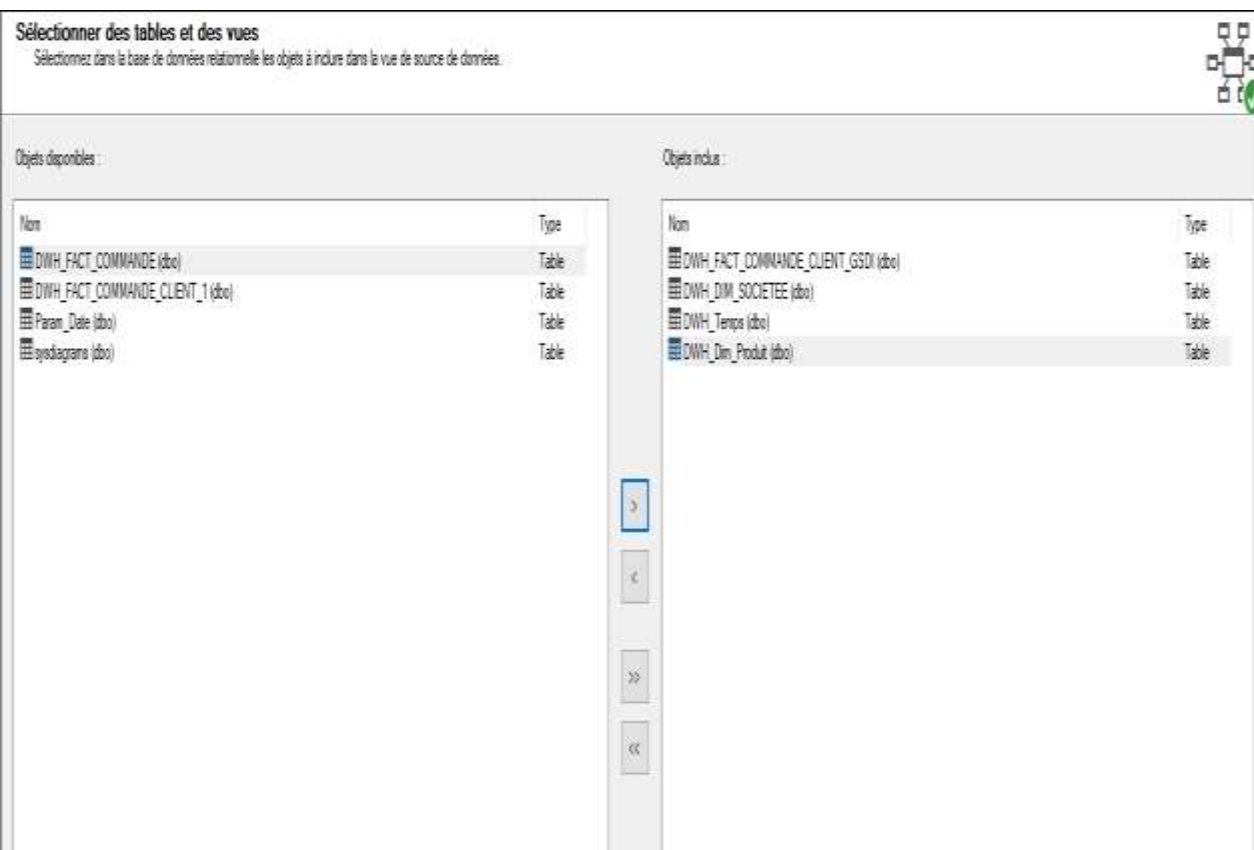 Sélectionner des tables et des vues
Sélectionnez dans la base de données relationnelle les objets à inclure dans la vue de source de données.
Objets disponibles :
Nom Type
DWH_FACT_COMMANDE (dbo) Table
DWH_FACT_COMMANDE_CLIENT_1 (dbo) Table
Param_Date (dbo) Table
sysdiagrams (dbo) Table
>
<
>>
<<
Objets inclus :
Nom Type
DWH_FACT_COMMANDE_CLIENT_GSDI (dbo) Table
DWH_DIM_SOCIETEE (dbo) Table
DWH_Temps (dbo) Table
DWH_Dim_Produit (dbo) Table